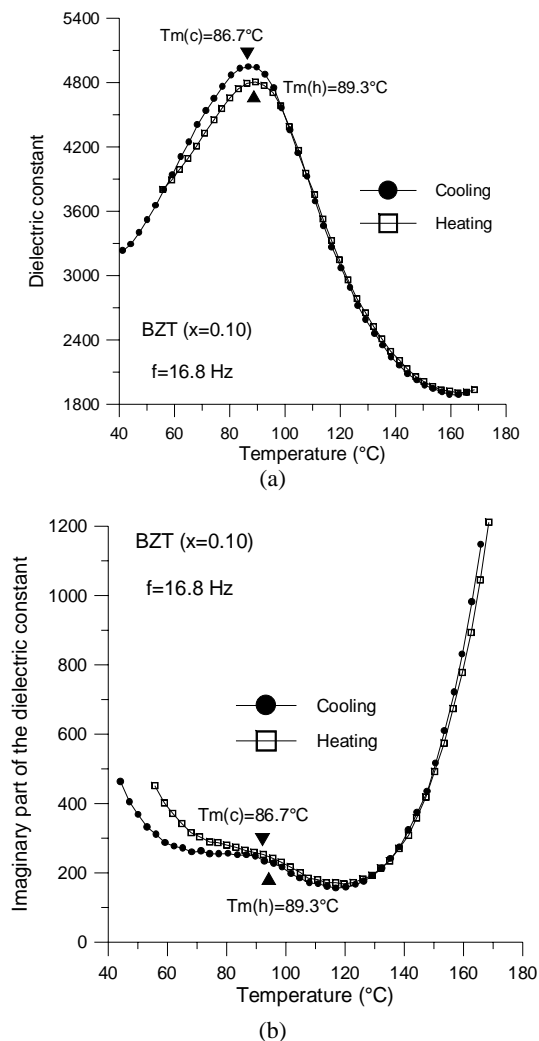 5400
4800
4200
3600
3000
2400
1800
Dielectric constant
Tm(c)=86.7°C
Tm(h)=89.3°C
Cooling
Heating
BZT (x=0.10)
f=16.8 Hz
40 60 80 100 120 140 160 180
Temperature (°C)
(a)
1200
1000
800
600
400
200
0
Imaginary part of the dielectric constant
BZT (x=0.10)
f=16.8 Hz
Cooling
Heating
Tm(c)=86.7°C
Tm(h)=89.3°C
40 60 80 100 120 140 160 180
Temperature (°C)
(b)